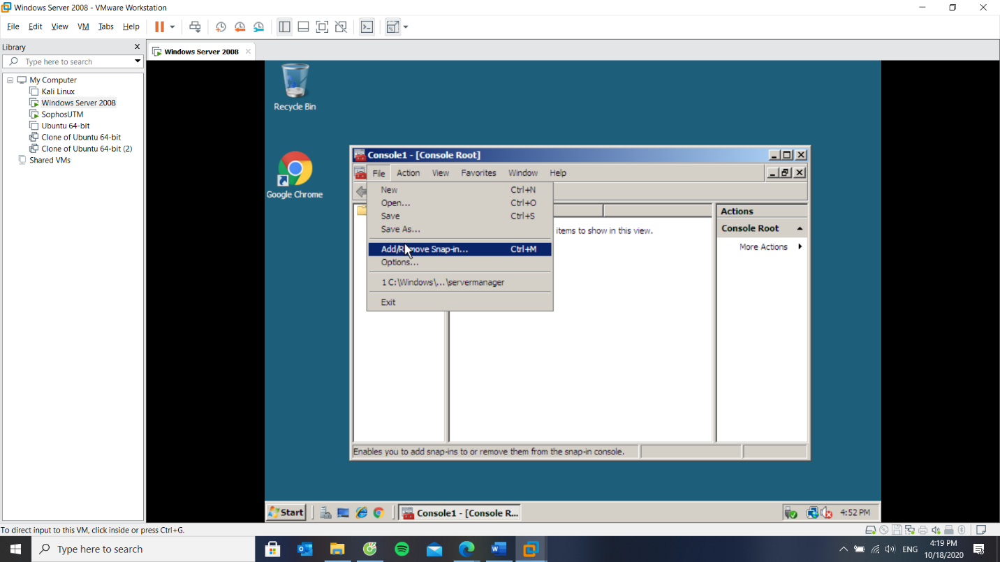 Windows Server 2008 - VMware Workstation
File Edit View VM Tabs Help
Library
Type here to search
My Computer
Kali Linux
Windows Server 2008
SophosUTM
Ubuntu 64-bit
Clone of Ubuntu 64-bit
Clone of Ubuntu 64-bit (2)
Shared VMs
Windows Server 2008
Recycle Bin
Google Chrome
Console1 - [Console Root]
File Action View Favorites Window Help
New Ctrl+N
Open... Ctrl+O
Save Ctrl+S
Save As...
Add/Remove Snap-in... Ctrl+M
Options...
1 C:\Windows\...\servermanager
Exit
items to show in this view.
Actions
Console Root
More Actions
Enables you to add snap-ins to or remove them from the snap-in console.
Start
Console1 - [Console R...
4:52 PM
To direct input to this VM, click inside or press Ctrl+G.
Type here to search
ENG
4:19 PM
10/18/2020